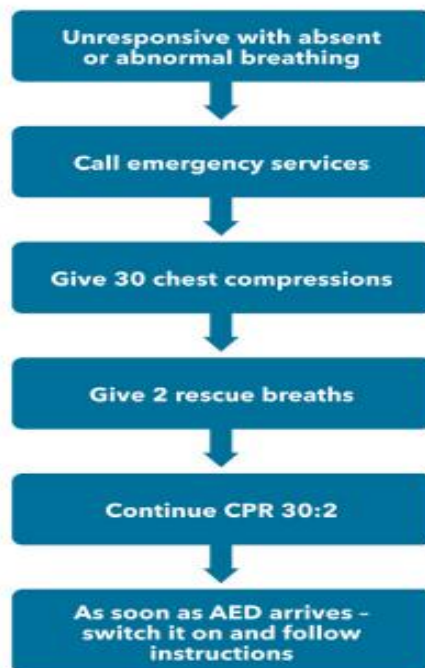 Unresponsive with absent
or abnormal breathing
Call emergency services
Give 30 chest compressions
Give 2 rescue breaths
Continue CPR 30:2
As soon as AED arrives –
switch it on and follow
instructions